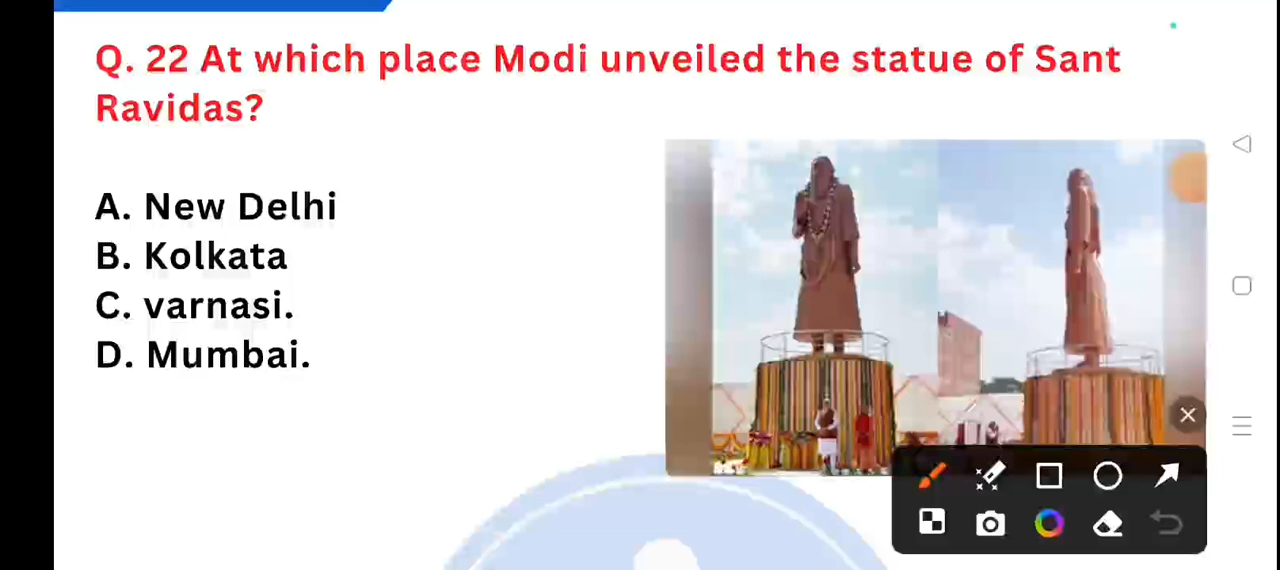 Q. 22 At which place Modi unveiled the statue of Sant
Ravidas?
A. New Delhi
B. Kolkata
C. varnasi.
D. Mumbai.